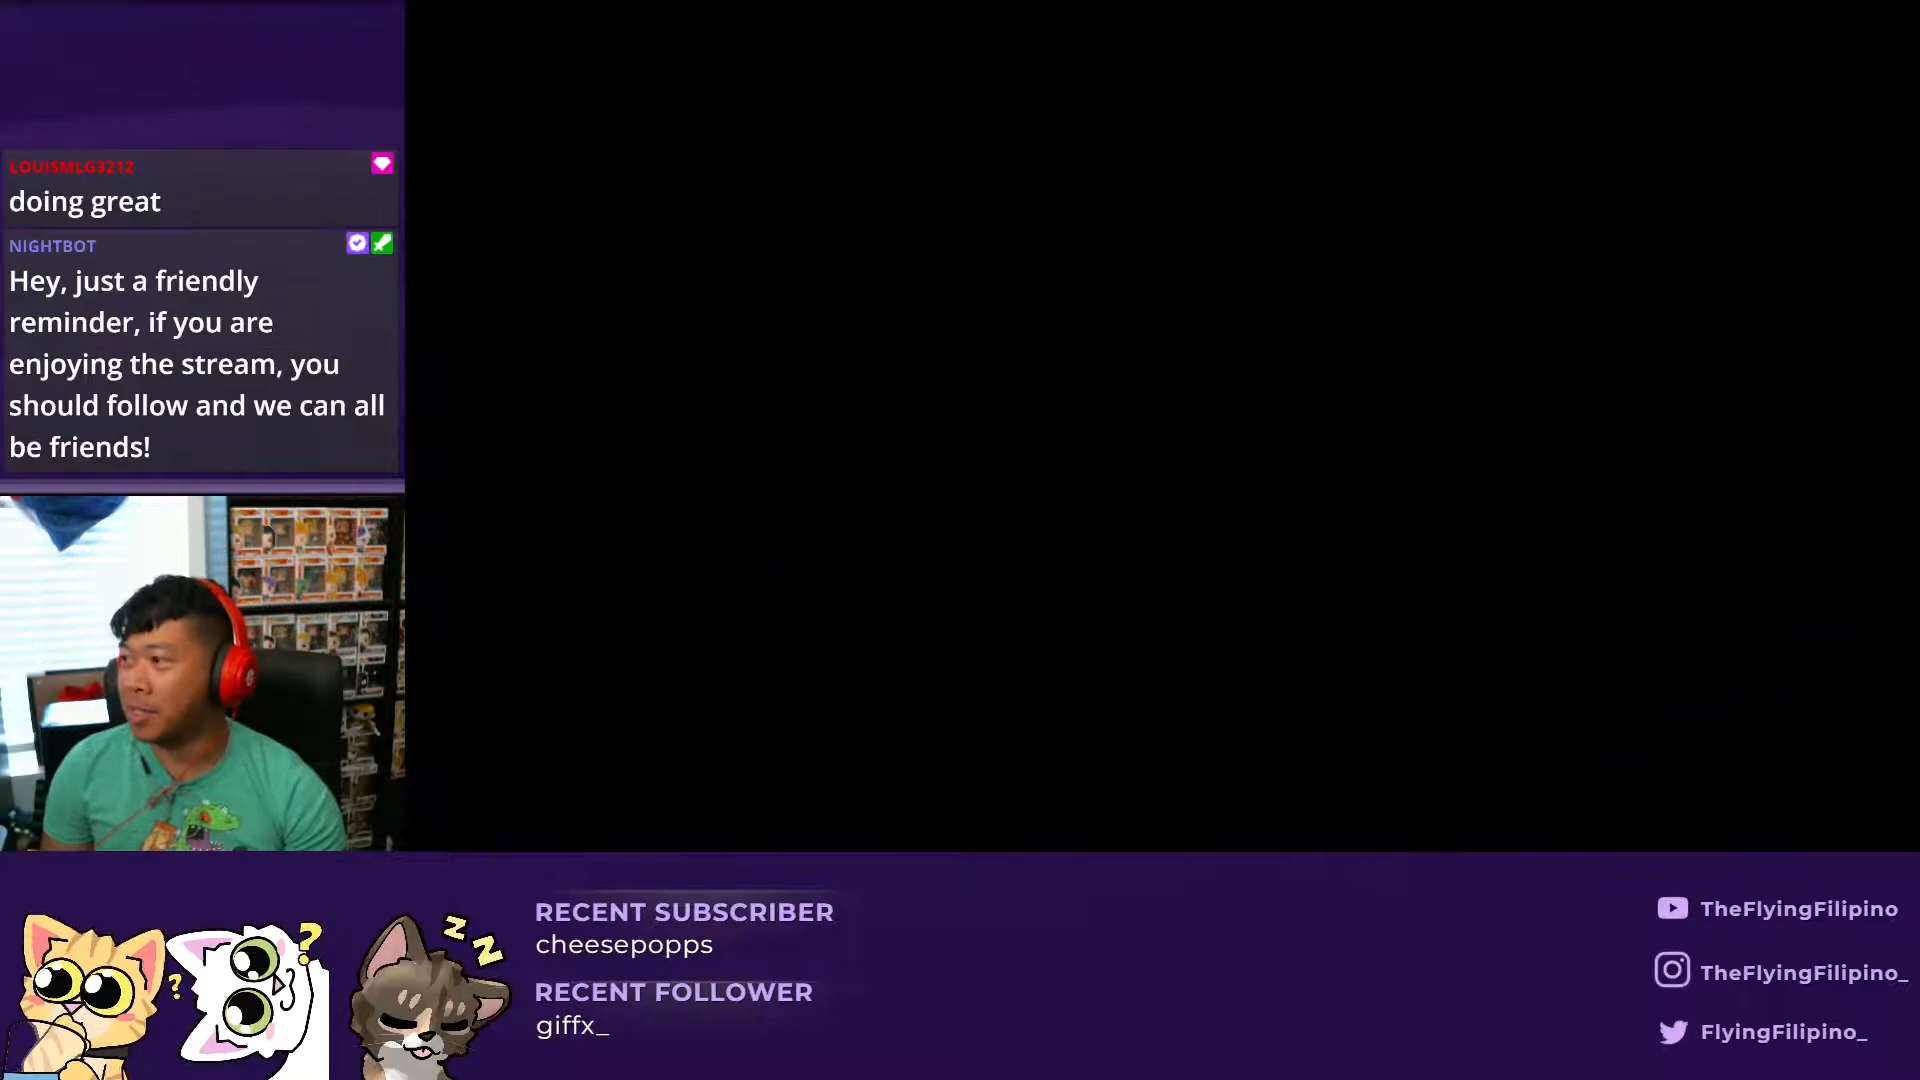 LOUISMLG3212
doing great
NIGHTBOT
Hey, just a friendly
reminder, if you are
enjoying the stream, you
should follow and we can all
be friends!
z
z
?
?
RECENT SUBSCRIBER
cheesepopps
RECENT FOLLOWER
giffx_
TheFlyingFilipino
TheFlyingFilipino_
FlyingFilipino_